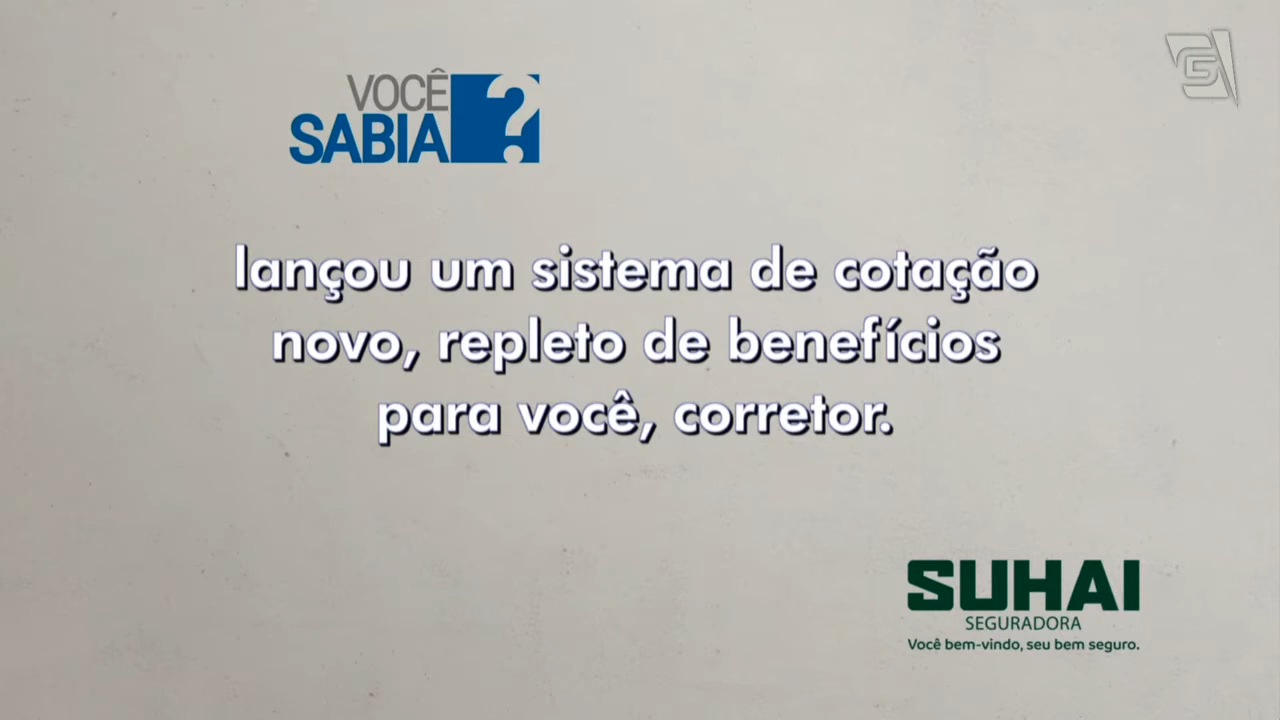 VOCÊ
SABIA ?
lançou um sistema de cotação
novo, repleto de benefícios
para você, corretor.
SUHAI
SEGURADORA
Você bem-vindo, seu bem seguro.